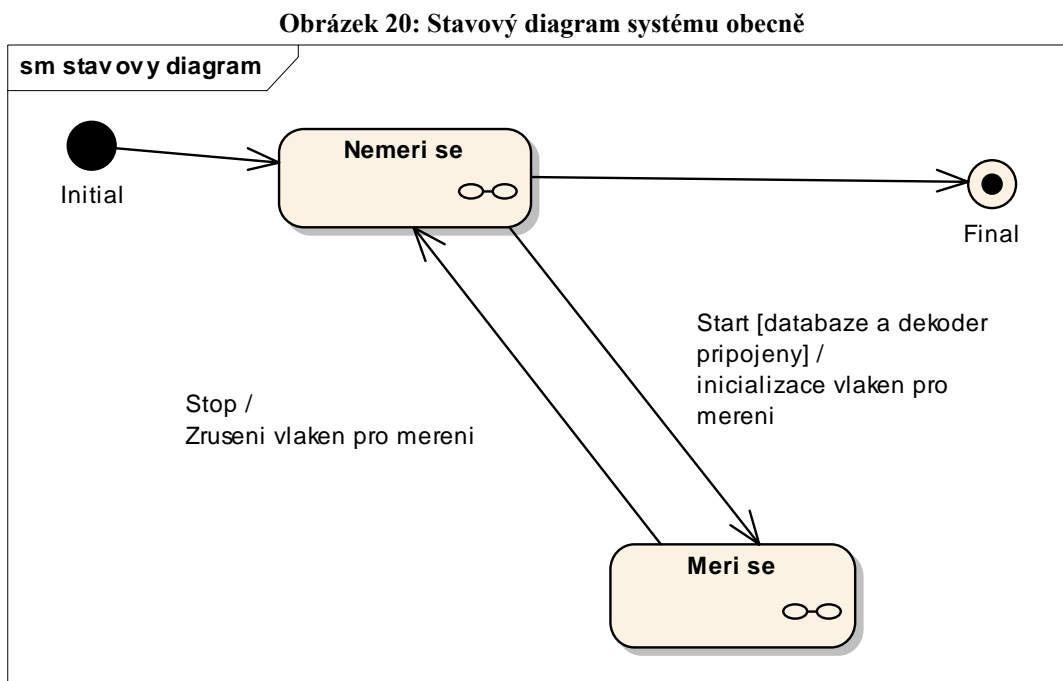 Obrázek 20: Stavový diagram systému obecně
sm stavovy diagram
Nemeri se
Initial
Final
Start [databaze a dekoder
pripojeny] /
inicializace vlaken pro
mereni
Stop /
Zruseni vlaken pro mereni
Meri se